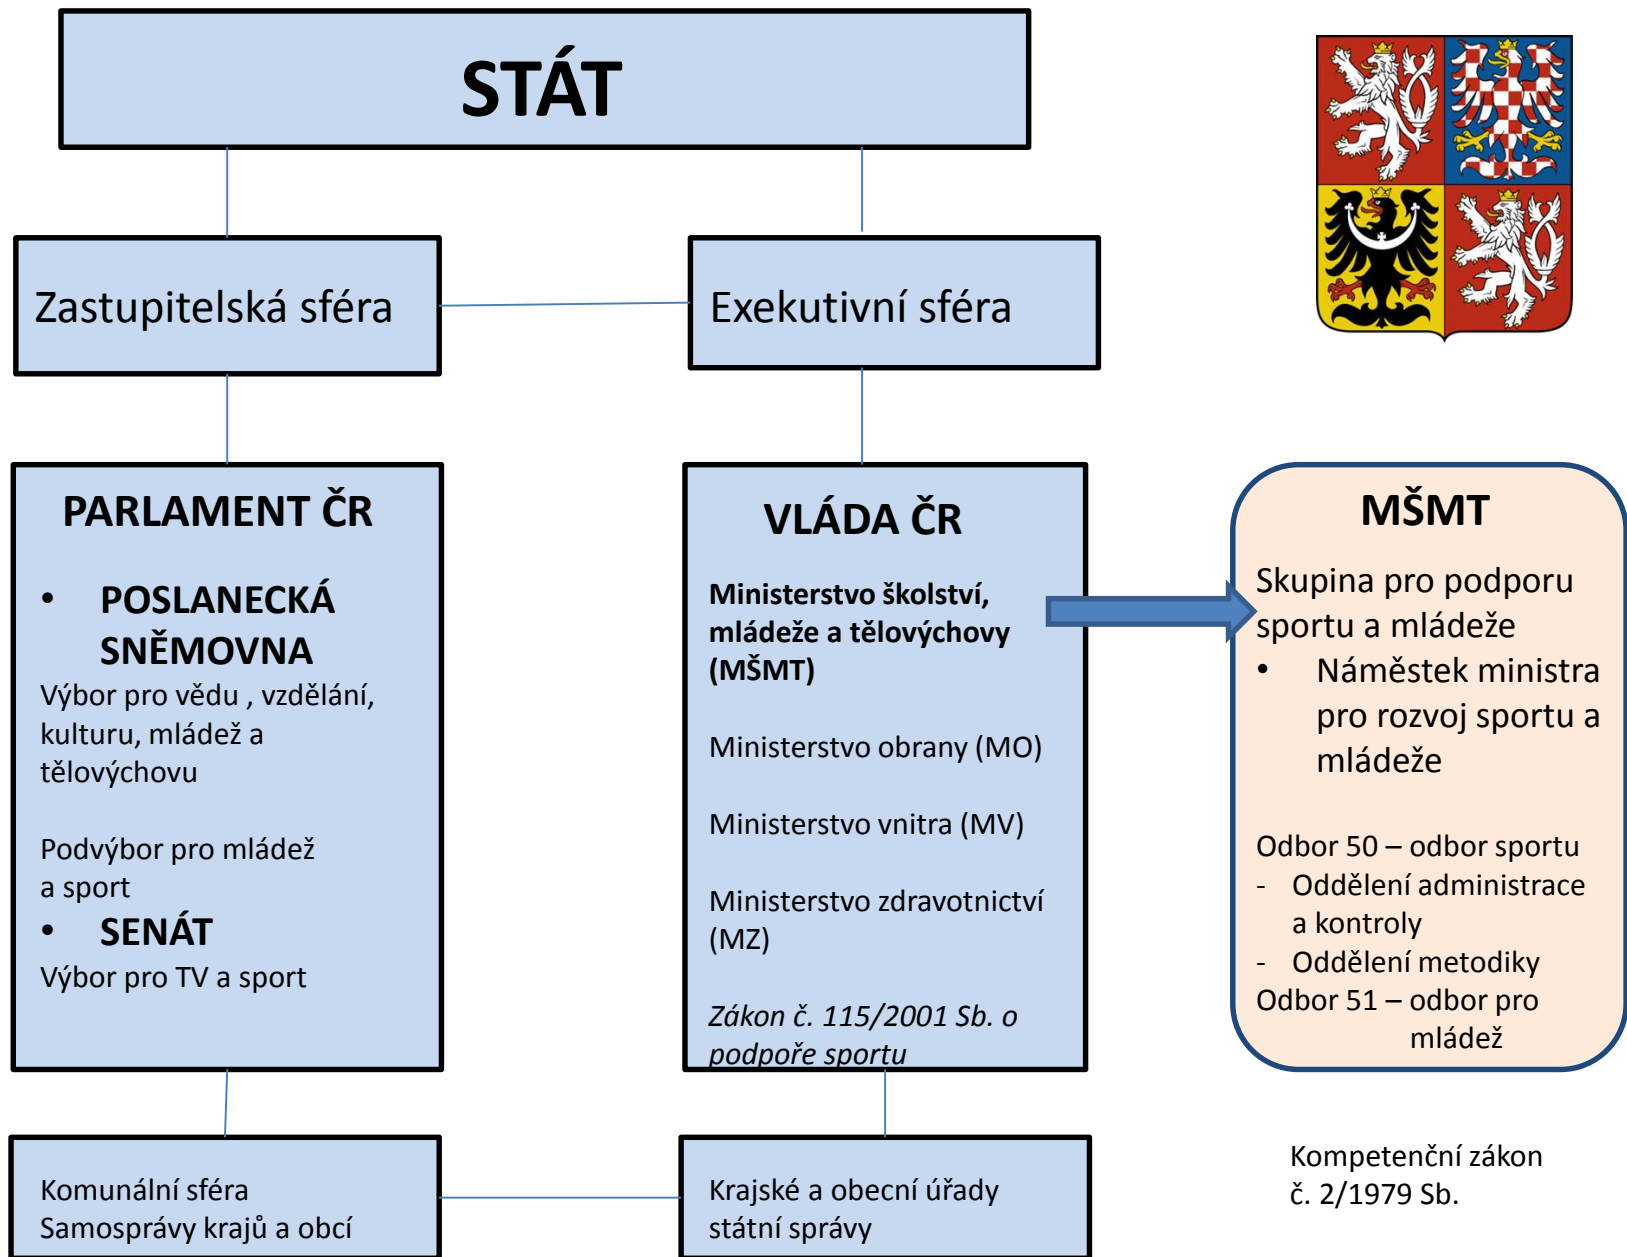 STÁT
Zastupitelská sféra
Exekutivní sféra
PARLAMENT ČR
• POSLANECKÁ
SNĚMOVNA
Výbor pro vědu , vzdělání,
kulturu, mládež a
tělovýchovu
Podvýbor pro mládež
a sport
• SENÁT
Výbor pro TV a sport
VLÁDA ČR
Ministerstvo školství,
mládeže a tělovýchovy
(MŠMT)
Ministerstvo obrany (MO)
Ministerstvo vnitra (MV)
Ministerstvo zdravotnictví
(MZ)
Zákon č. 115/2001 Sb. o
podpoře sportu
MŠMT
Skupina pro podporu
sportu a mládeže
• Náměstek ministra
pro rozvoj sportu a
mládeže
Odbor 50 – odbor sportu
- Oddělení administrace
a kontroly
- Oddělení metodiky
Odbor 51 – odbor pro
mládež
Komunální sféra
Samosprávy krajů a obcí
Krajské a obecní úřady
státní správy
Kompetenční zákon
č. 2/1979 Sb.